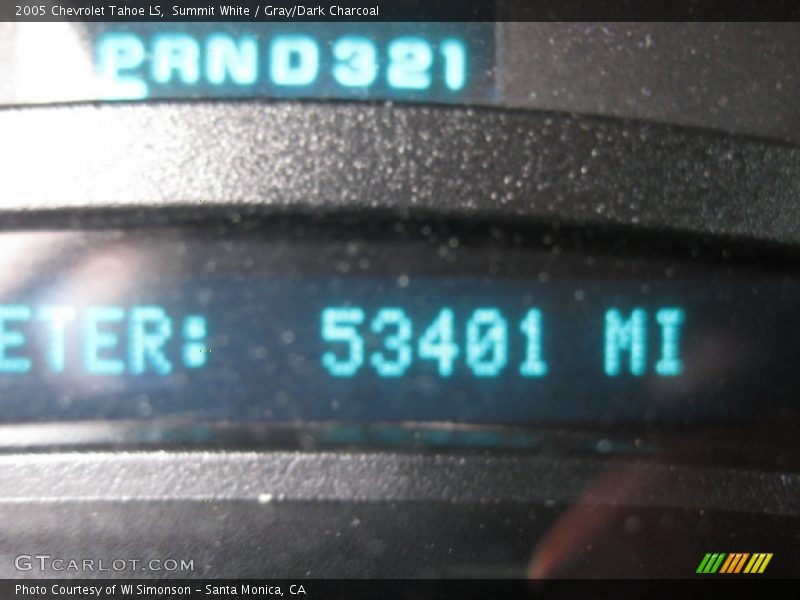 2005 Chevrolet Tahoe LS, Summit White / Gray/Dark Charcoal
PRND321
ETER: 53401 MI
GTCARLOT.COM
Photo Courtesy of WI Simonson - Santa Monica, CA